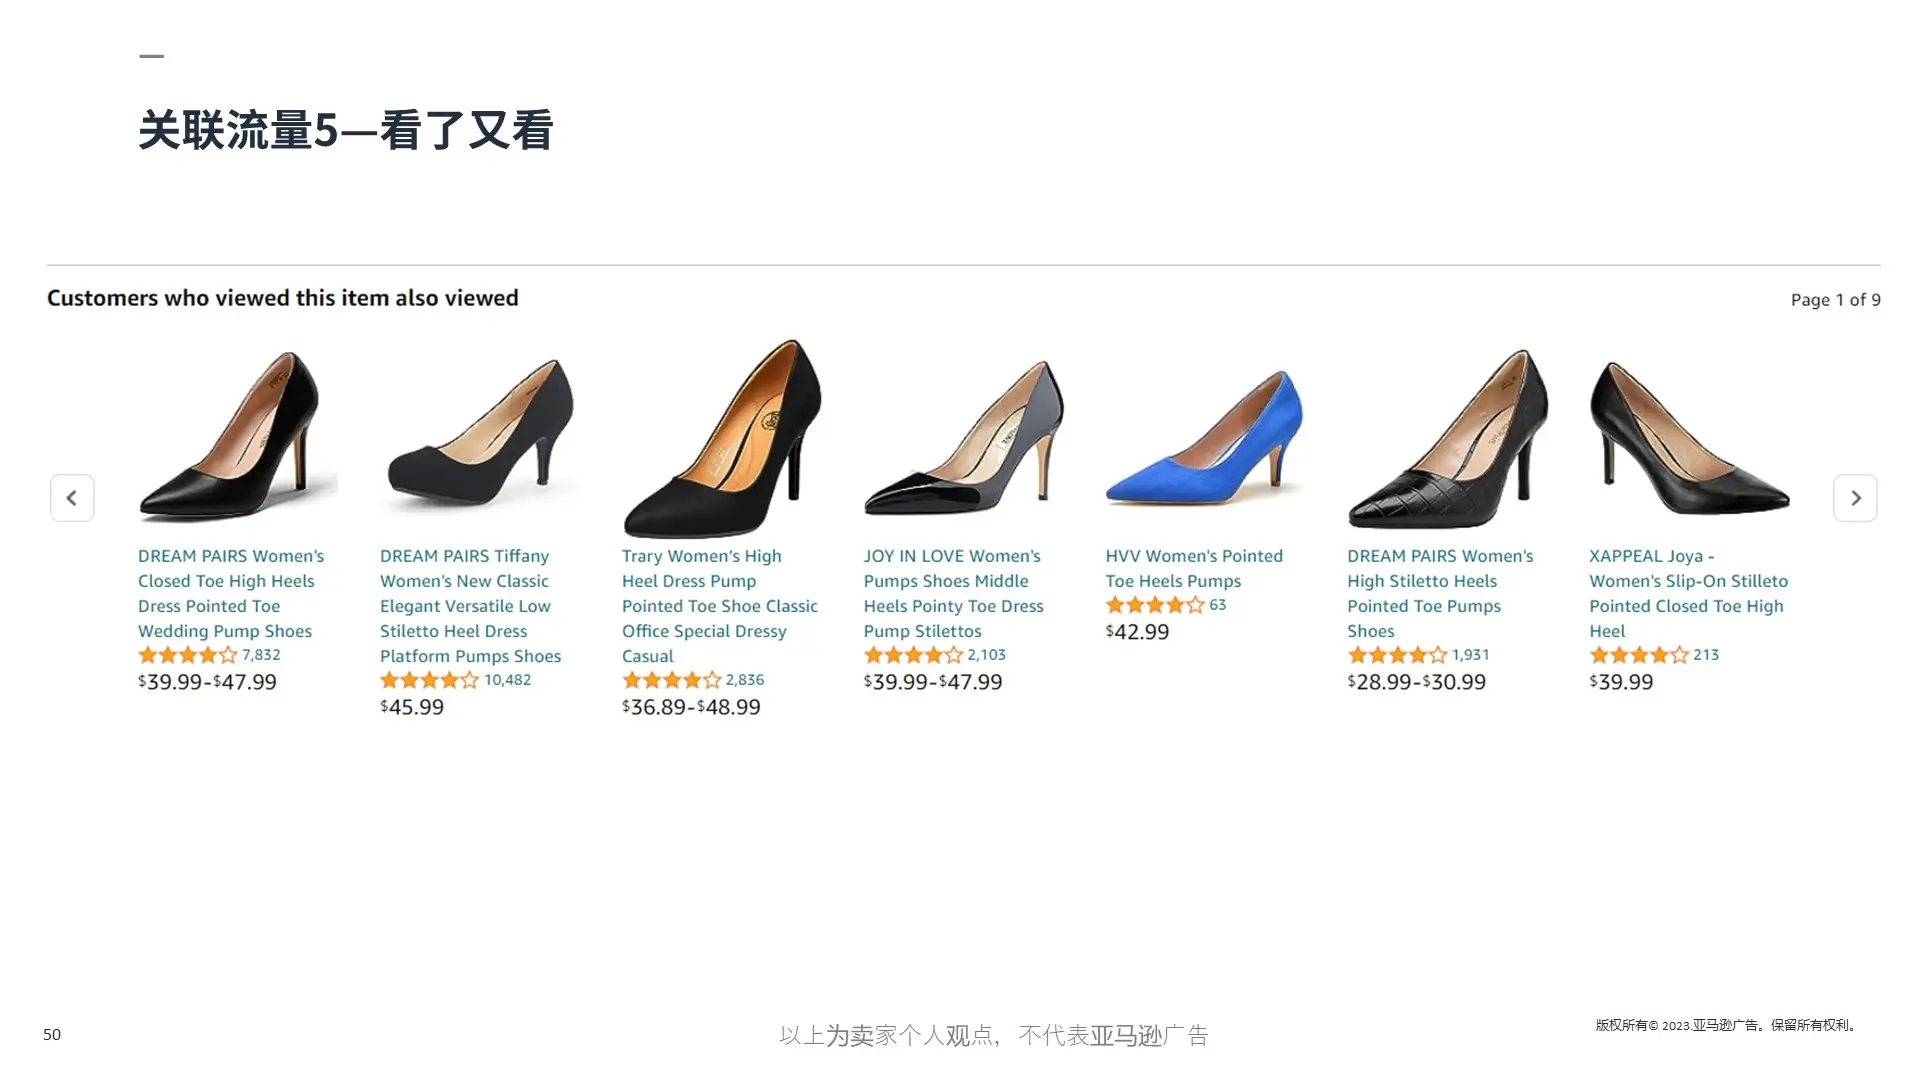 关联流量5—看了又看
Customers who viewed this item also viewed
Page 1 of 9
DREAM PAIRS Women's
Closed Toe High Heels
Dress Pointed Toe
Wedding Pump Shoes
7,832
$39.99-$47.99
DREAM PAIRS Tiffany
Women's New Classic
Elegant Versatile Low
Stiletto Heel Dress
Platform Pumps Shoes
10,482
$45.99
Trary Women's High
Heel Dress Pump
Pointed Toe Shoe Classic
Office Special Dressy
Casual
2,836
$36.89-$48.99
JOY IN LOVE Women's
Pumps Shoes Middle
Heels Pointy Toe Dress
Pump Stilettos
2,103
$39.99-$47.99
HVV Women's Pointed
Toe Heels Pumps
63
$42.99
DREAM PAIRS Women's
High Stiletto Heels
Pointed Toe Pumps
Shoes
1,931
$28.99-$30.99
XAPPEAL Joya -
Women's Slip-On Stilleto
Pointed Closed Toe High
Heel
213
$39.99
50
以上为卖家个人观点，不代表亚马逊广告
版权所有© 2023.亚马逊广告。保留所有权利。